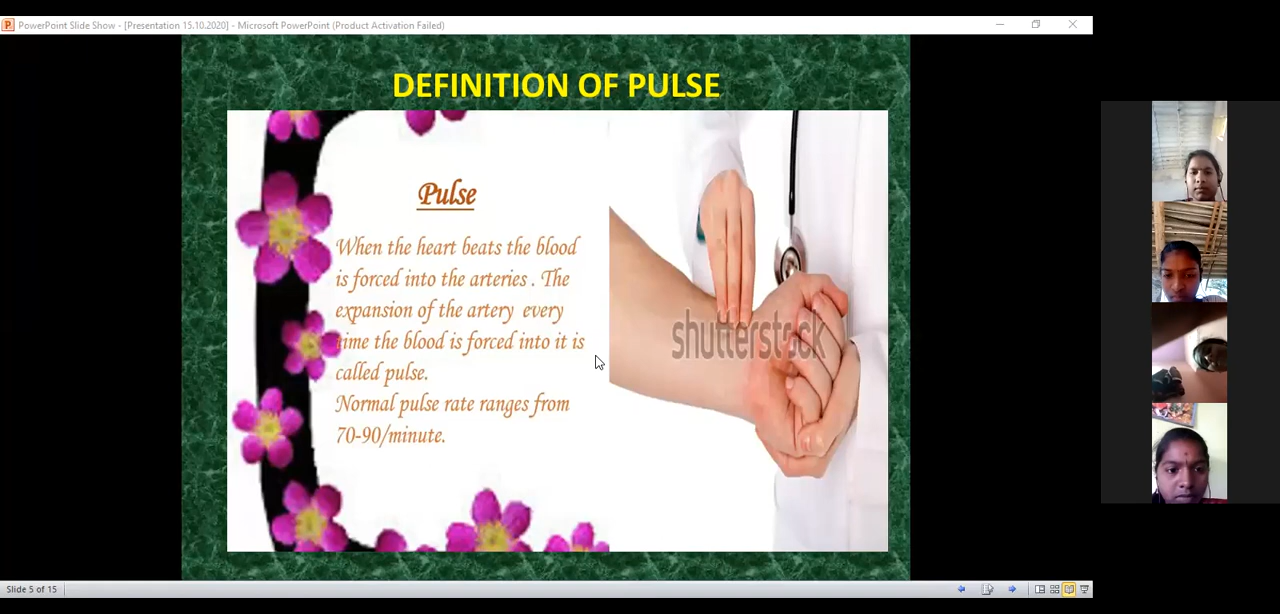 PowerPoint Slide Show - [Presentation 15.10.2020] - Microsoft PowerPoint (Product Activation Failed)
DEFINITION OF PULSE
Pulse
When the heart beats the blood
is forced into the arteries . The
expansion of the artery every
time the blood is forced into it is
called pulse.
Normal pulse rate ranges from
70-90/minute.
shutterstock
Slide 5 of 15